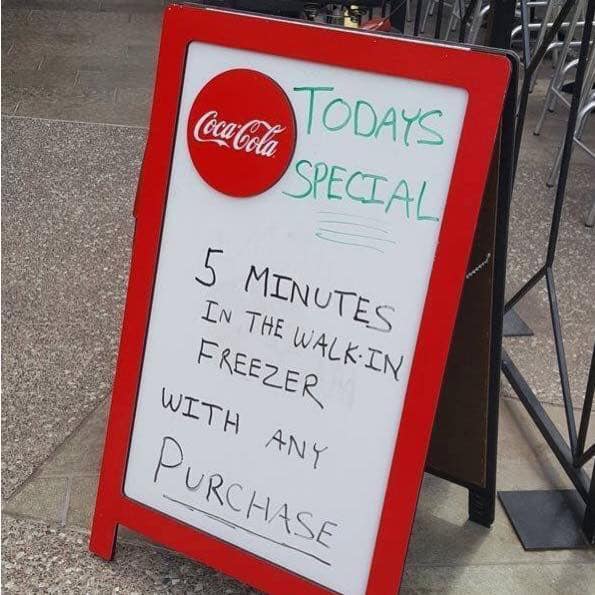 Coca-Cola
TODAYS
SPECIAL
5 MINUTES
IN THE WALK-IN
FREEZER
WITH ANY
PURCHASE